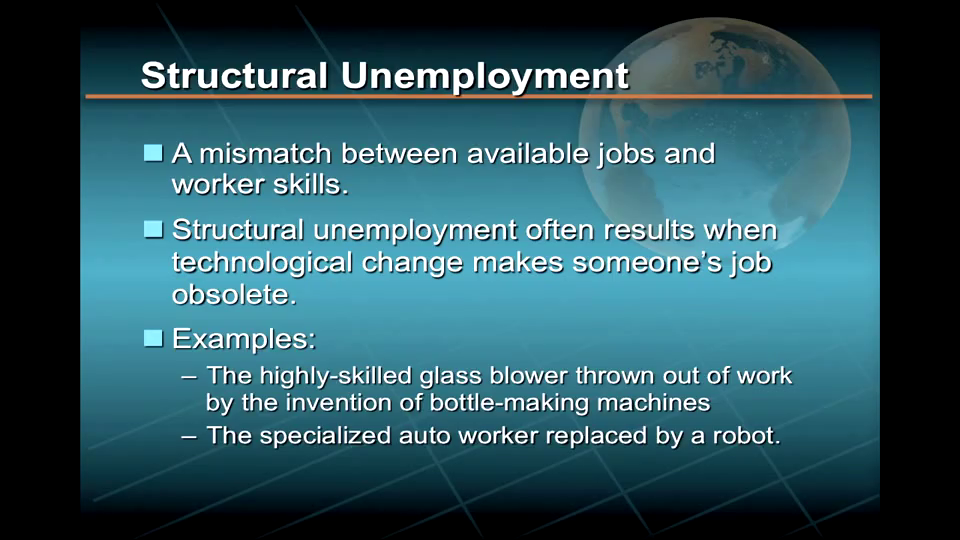 Structural Unemployment
A mismatch between available jobs and
worker skills.
Structural unemployment often results when
technological change makes someone’s job
obsolete.
Examples:
– The highly-skilled glass blower thrown out of work
by the invention of bottle-making machines
– The specialized auto worker replaced by a robot.